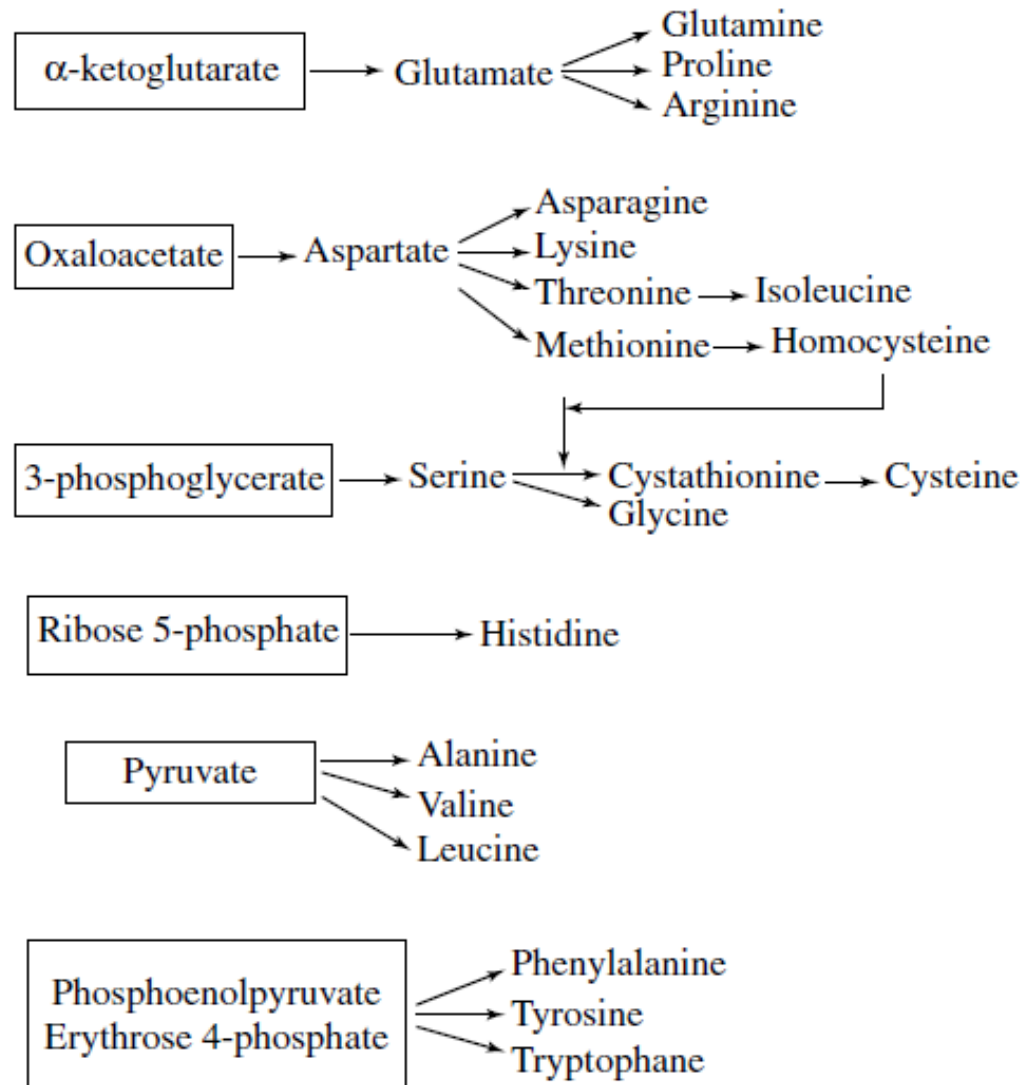 α-ketoglutarate
Glutamate
Glutamine
Proline
Arginine
Oxaloacetate
Aspartate
Asparagine
Lysine
Threonine
Isoleucine
Methionine
Homocysteine
3-phosphoglycerate
Serine
Cystathionine
Cysteine
Glycine
Ribose 5-phosphate
Histidine
Pyruvate
Alanine
Valine
Leucine
Phosphoenolpyruvate
Erythrose 4-phosphate
Phenylalanine
Tyrosine
Tryptophane